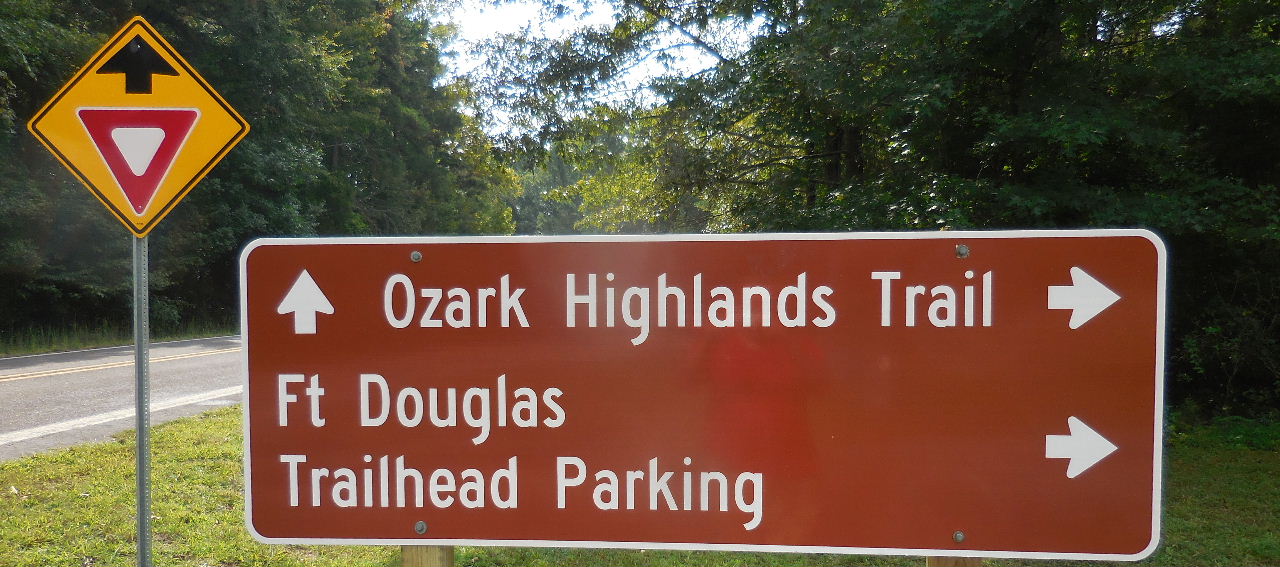 Ozark Highlands Trail
Ft Douglas
Trailhead Parking